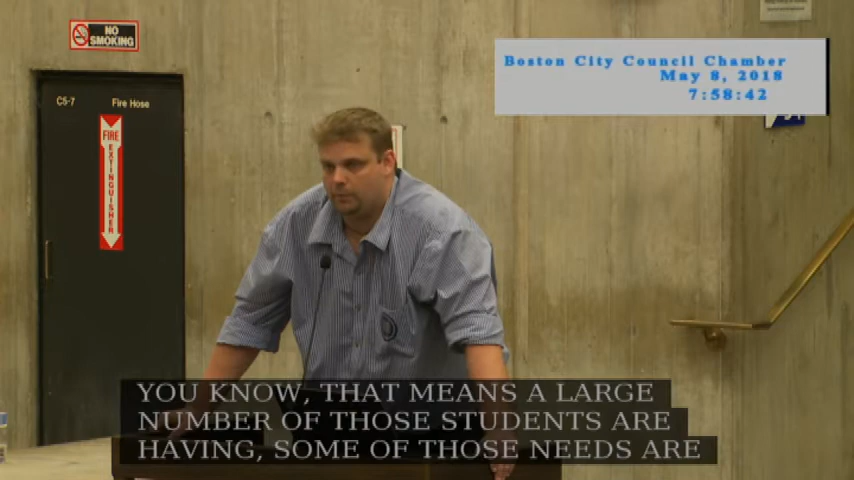 NO
SMOKING
Boston City Council Chamber
May 8, 2018
7:58:42
C5-7 Fire Hose
FIRE
EXTINGUISHER
YOU KNOW, THAT MEANS A LARGE
NUMBER OF THOSE STUDENTS ARE
HAVING, SOME OF THOSE NEEDS ARE